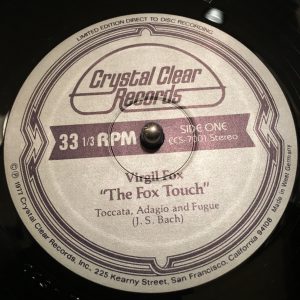 LIMITED EDITION DIRECT TO DISC RECORDING
Crystal Clear
Records
33 1/3 RPM
SIDE ONE
CCS-7001 Stereo
Virgil Fox
"The Fox Touch"
Toccata, Adagio and Fugue
(J. S. Bach)
Ⓟ © 1977 Crystal Clear Records, Inc., 225 Kearny Street, San Francisco, California 94108 Made in West Germany